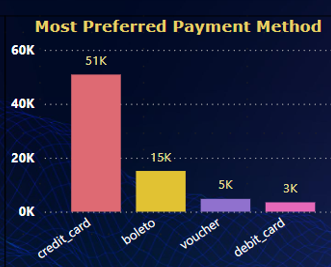 Most Preferred Payment Method
60K
51K
40K
20K
15K
5K
3K
0K
credit_card
boleto
voucher
debit_card